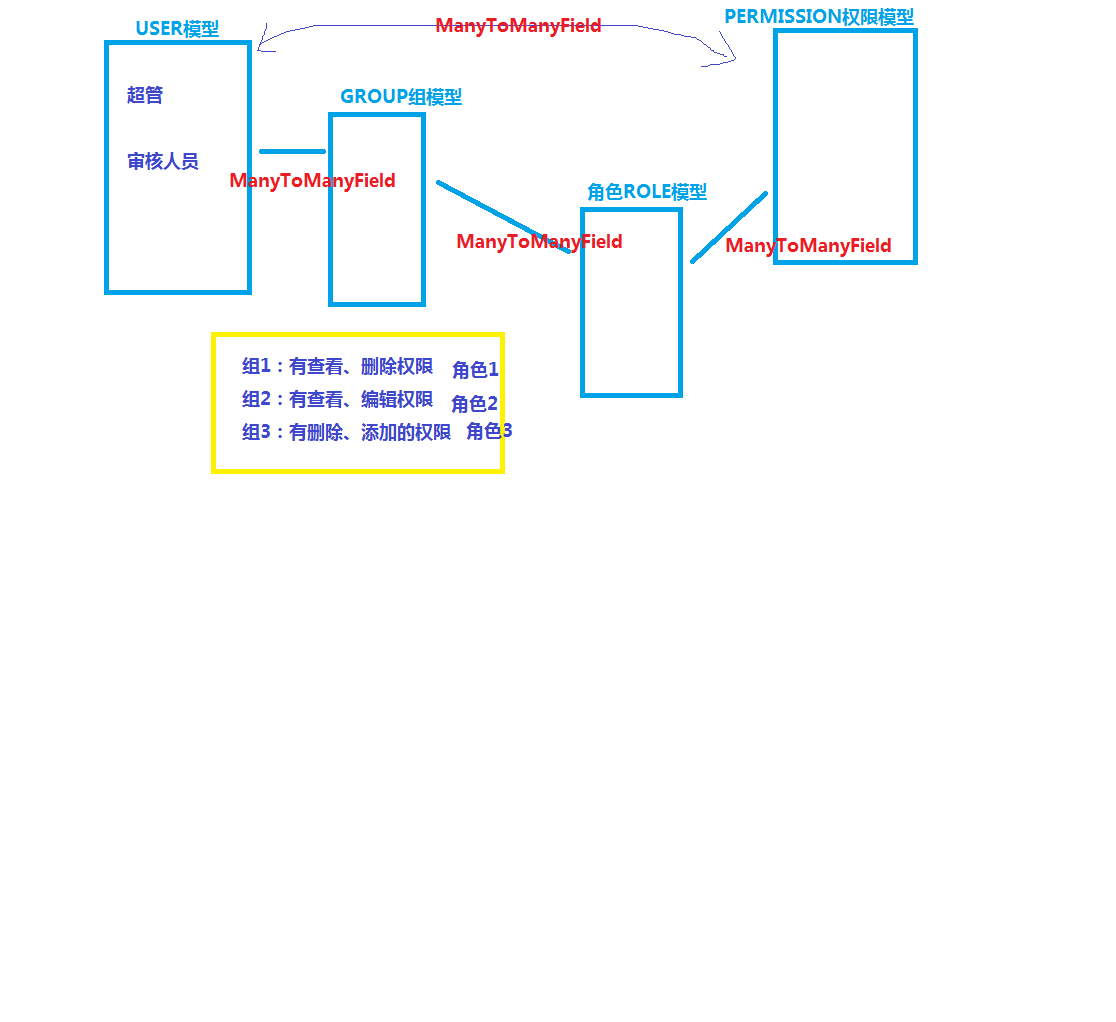 USER模型
ManyToManyField
PERMISSION权限模型
超管
GROUP组模型
审核人员
ManyToManyField
角色ROLE模型
ManyToManyField
ManyToManyField
组1：有查看、删除权限 角色1
组2：有查看、编辑权限 角色2
组3：有删除、添加的权限 角色3